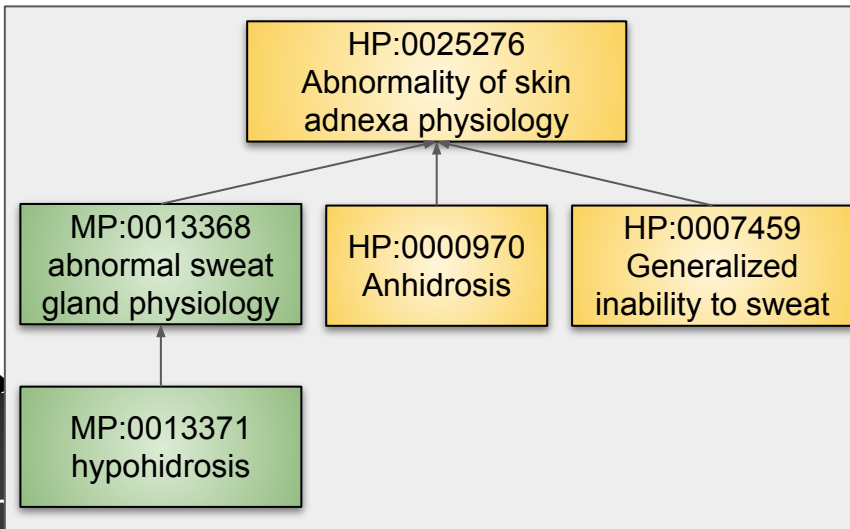 HP:0025276
Abnormality of skin
adnexa physiology
MP:0013368
abnormal sweat
gland physiology
HP:0000970
Anhidrosis
HP:0007459
Generalized
inability to sweat
MP:0013371
hypohidrosis